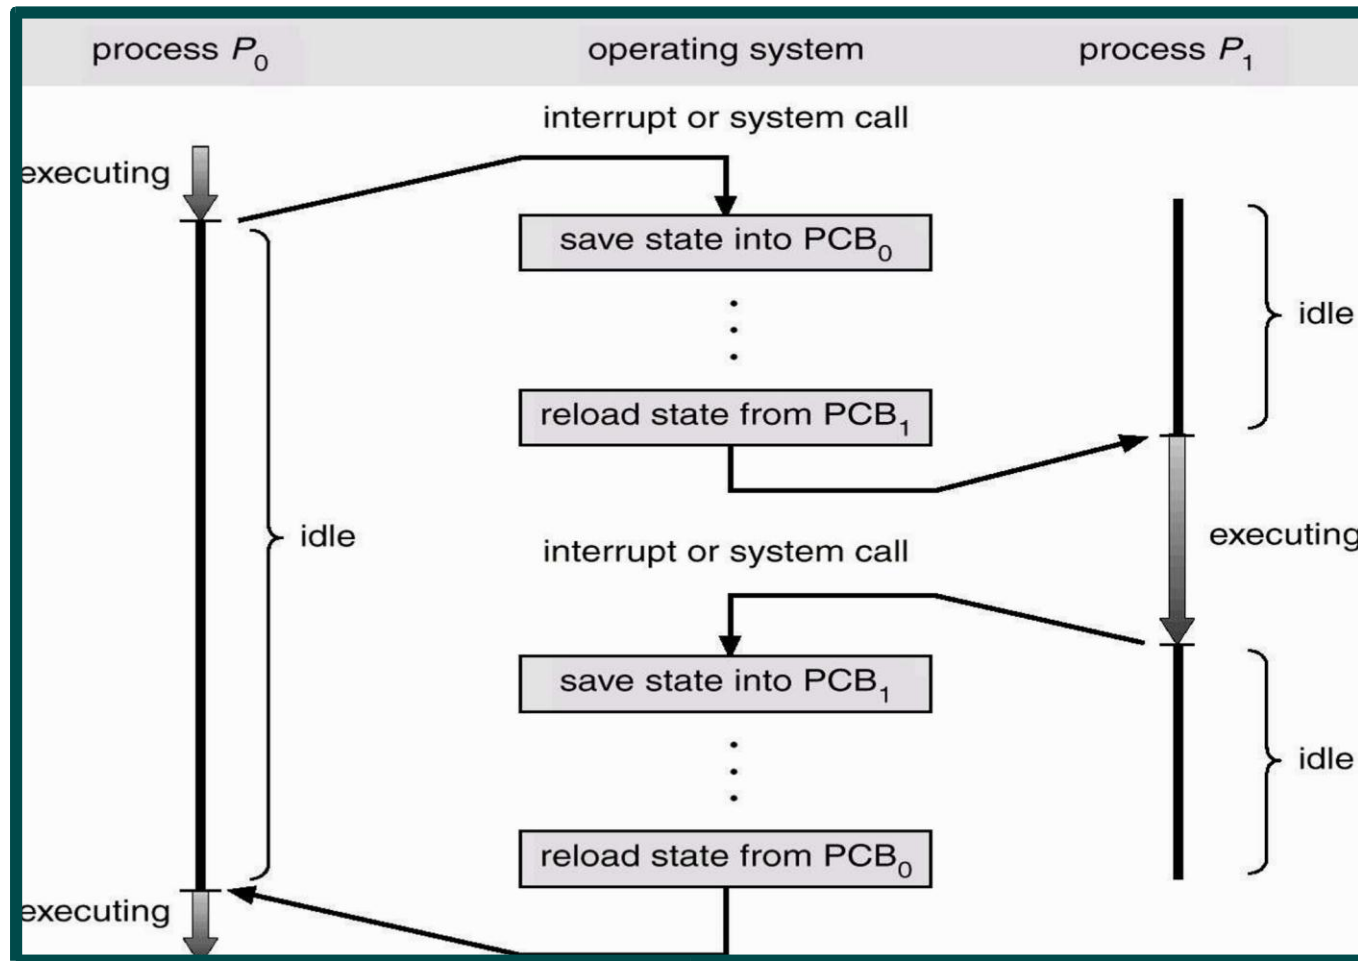 process P₀ operating system process P₁
interrupt or system call
executing
save state into PCB₀
idle
reload state from PCB₁
idle
executing
interrupt or system call
save state into PCB₁
idle
reload state from PCB₀
executing